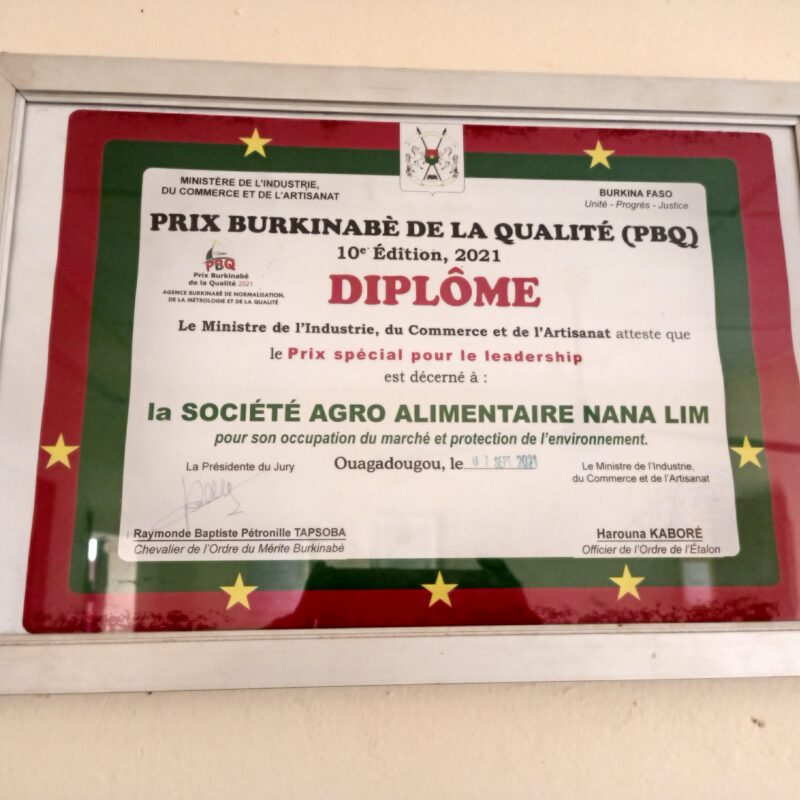 MINISTÈRE DE L'INDUSTRIE,
DU COMMERCE ET DE L'ARTISANAT
BURKINA FASO
Unité - Progrès - Justice
PRIX BURKINABÈ DE LA QUALITÉ (PBQ)
10e Édition, 2021
PBQ
Prix Burkinabè
de la Qualité 2021
AGENCE BURKINABÈ DE NORMALISATION,
DE LA MÉTROLOGIE ET DE LA QUALITÉ
DIPLÔME
Le Ministre de l'Industrie, du Commerce et de l'Artisanat atteste que
le Prix spécial pour le leadership
est décerné à :
la SOCIÉTÉ AGRO ALIMENTAIRE NANA LIM
pour son occupation du marché et protection de l'environnement.
La Présidente du Jury
Ouagadougou, le 07 SEPT 2021
Le Ministre de l'Industrie,
du Commerce et de l'Artisanat
Raymonde Baptiste Pétronille TAPSOBA
Chevalier de l'Ordre du Mérite Burkinabé
Harouna KABORÉ
Officier de l'Ordre de l'Étalon